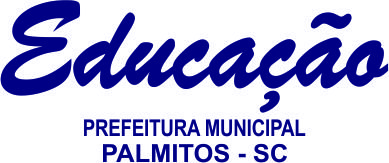 Educação
PREFEITURA MUNICIPAL
PALMITOS - SC